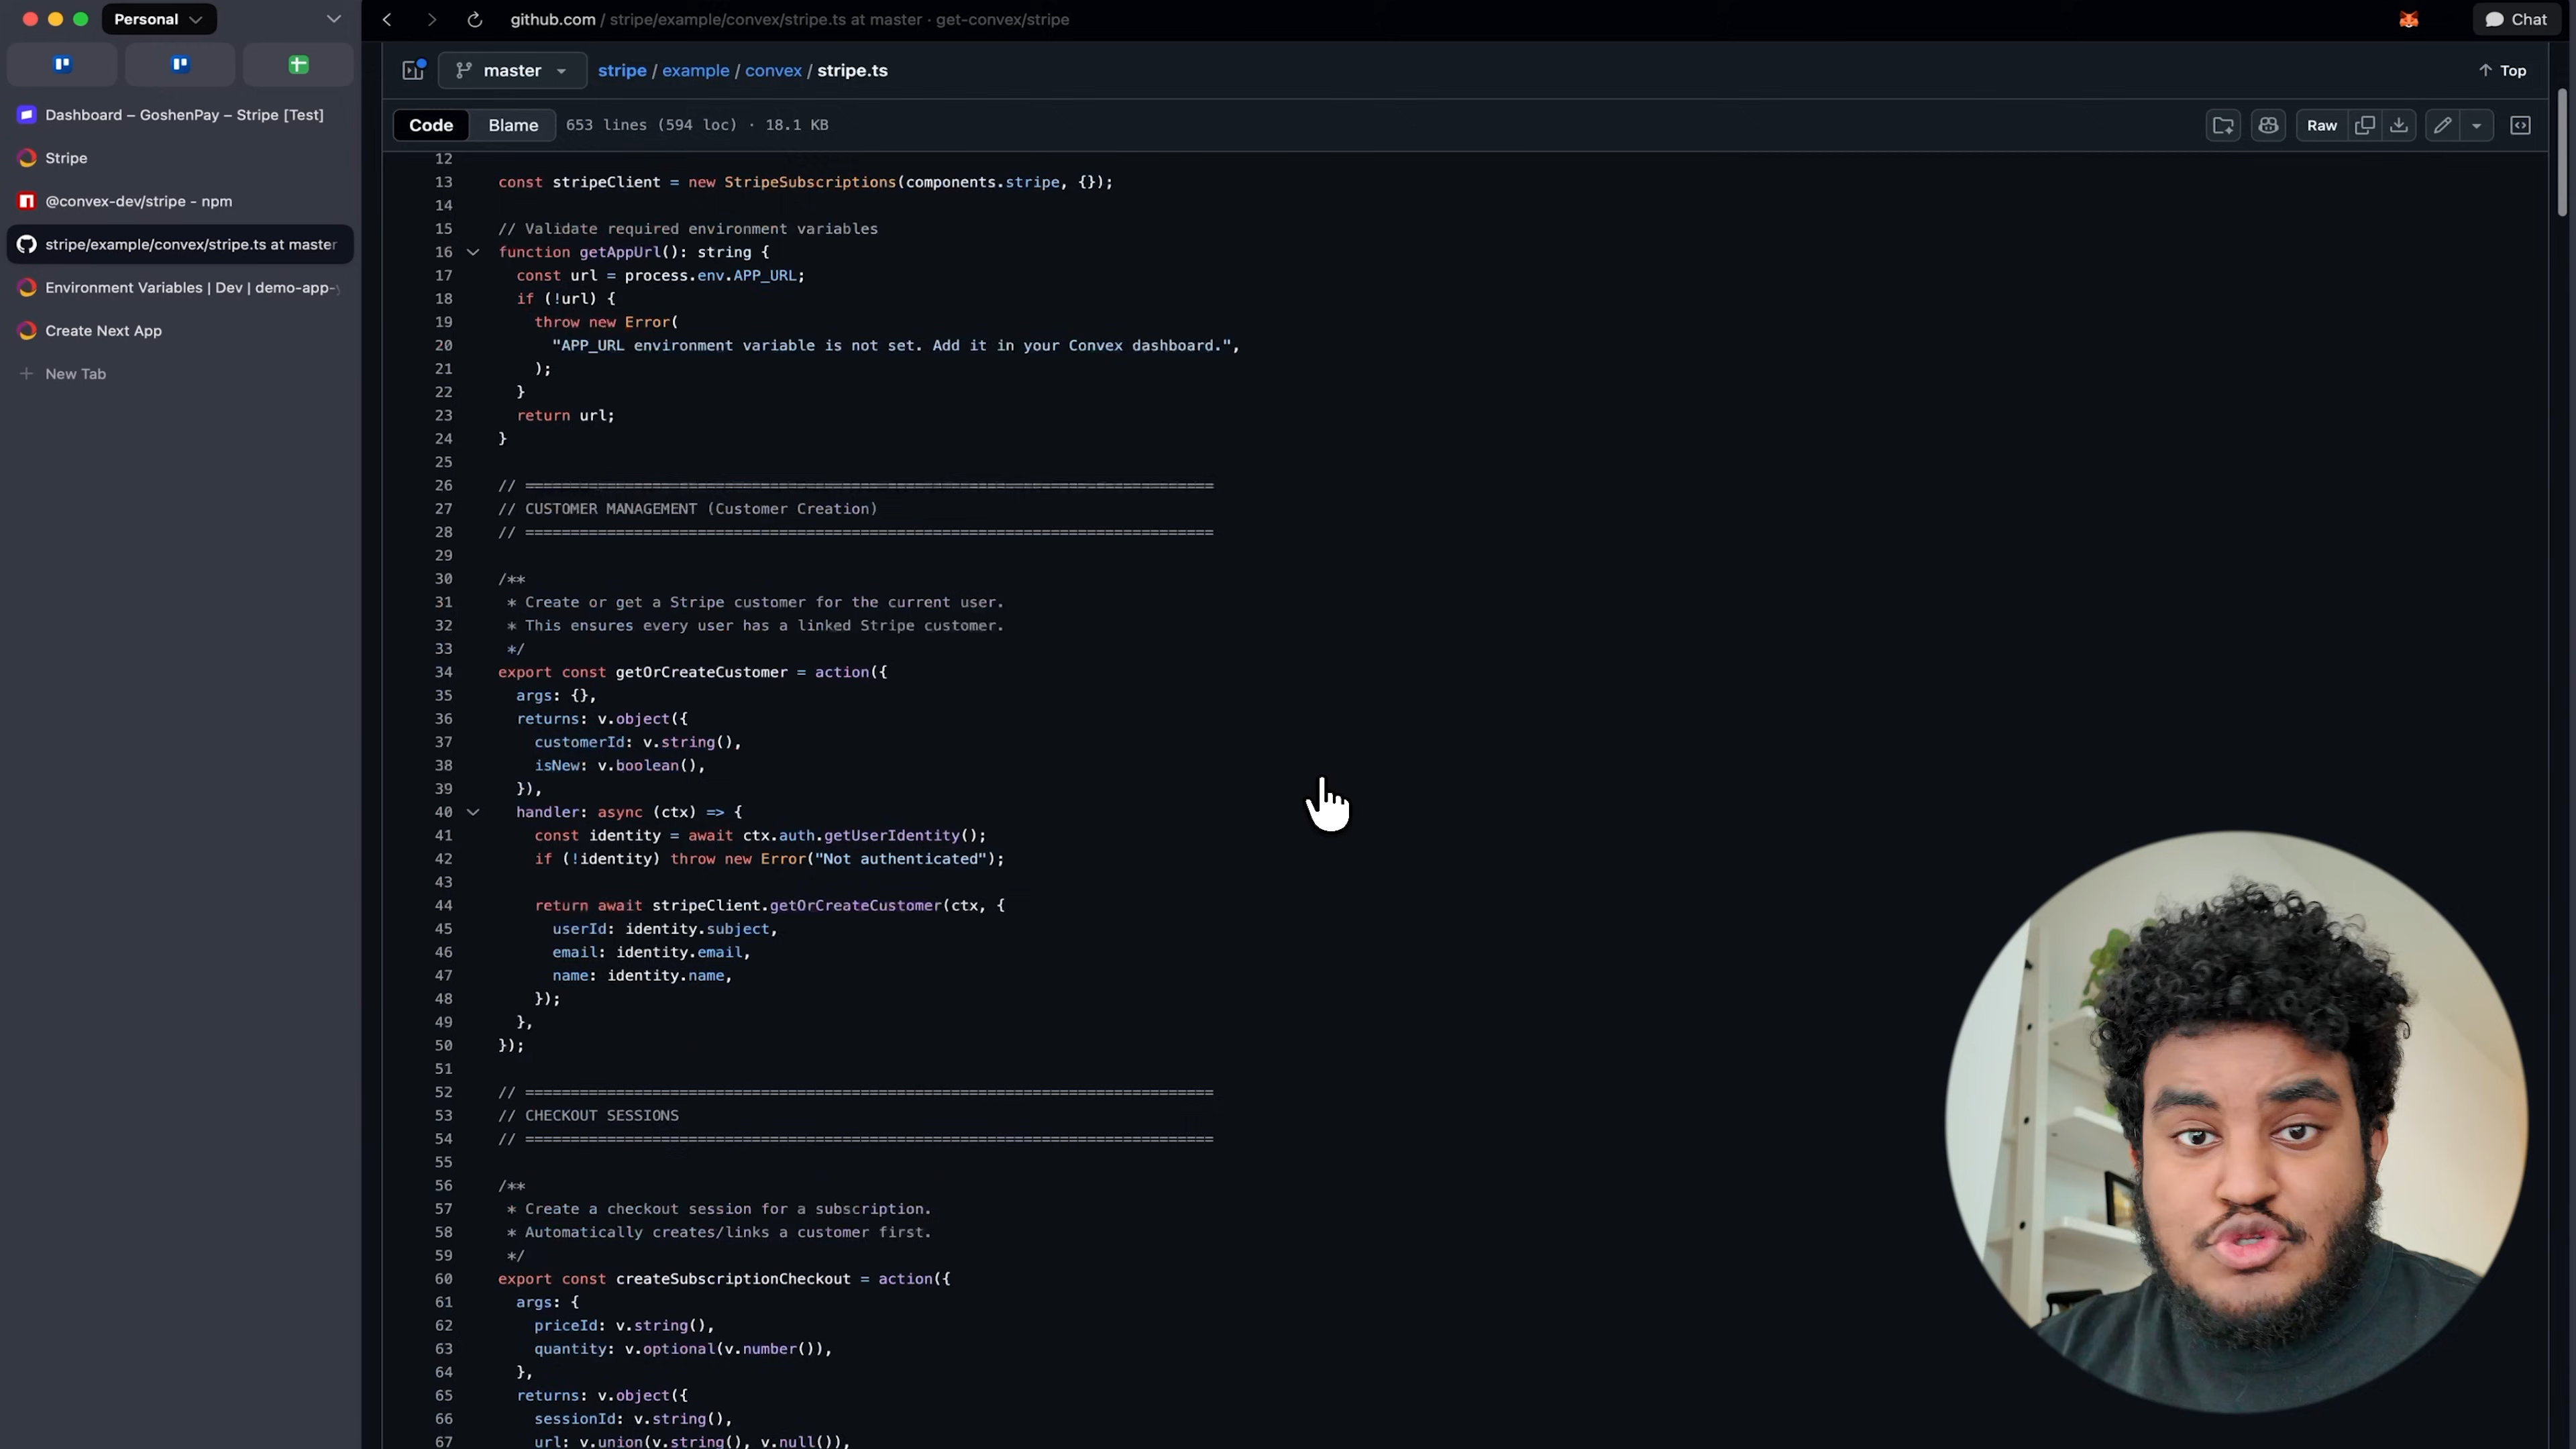 Personal
github.com / stripe/example/convex/stripe.ts at master · get-convex/stripe
Chat
Dashboard – GoshenPay – Stripe [Test]
Stripe
@convex-dev/stripe - npm
stripe/example/convex/stripe.ts at master
Environment Variables | Dev | demo-app-
Create Next App
New Tab
master
stripe / example / convex / stripe.ts
Top
Code
Blame
653 lines (594 loc) · 18.1 KB
Raw
12
13 const stripeClient = new StripeSubscriptions(components.stripe, {});
14
15 // Validate required environment variables
16 function getAppUrl(): string {
17 const url = process.env.APP_URL;
18 if (!url) {
19 throw new Error(
20 "APP_URL environment variable is not set. Add it in your Convex dashboard.",
21 );
22 }
23 return url;
24 }
25
26 // ============================================================================
27 // CUSTOMER MANAGEMENT (Customer Creation)
28 // ============================================================================
29
30 /**
31 * Create or get a Stripe customer for the current user.
32 * This ensures every user has a linked Stripe customer.
33 */
34 export const getOrCreateCustomer = action({
35 args: {},
36 returns: v.object({
37 customerId: v.string(),
38 isNew: v.boolean(),
39 }),
40 handler: async (ctx) => {
41 const identity = await ctx.auth.getUserIdentity();
42 if (!identity) throw new Error("Not authenticated");
43
44 return await stripeClient.getOrCreateCustomer(ctx, {
45 userId: identity.subject,
46 email: identity.email,
47 name: identity.name,
48 });
49 },
50 });
51
52 // ============================================================================
53 // CHECKOUT SESSIONS
54 // ============================================================================
55
56 /**
57 * Create a checkout session for a subscription.
58 * Automatically creates/links a customer first.
59 */
60 export const createSubscriptionCheckout = action({
61 args: {
62 priceId: v.string(),
63 quantity: v.optional(v.number()),
64 },
65 returns: v.object({
66 sessionId: v.string(),
67 url: v.union(v.string(), v.null()),